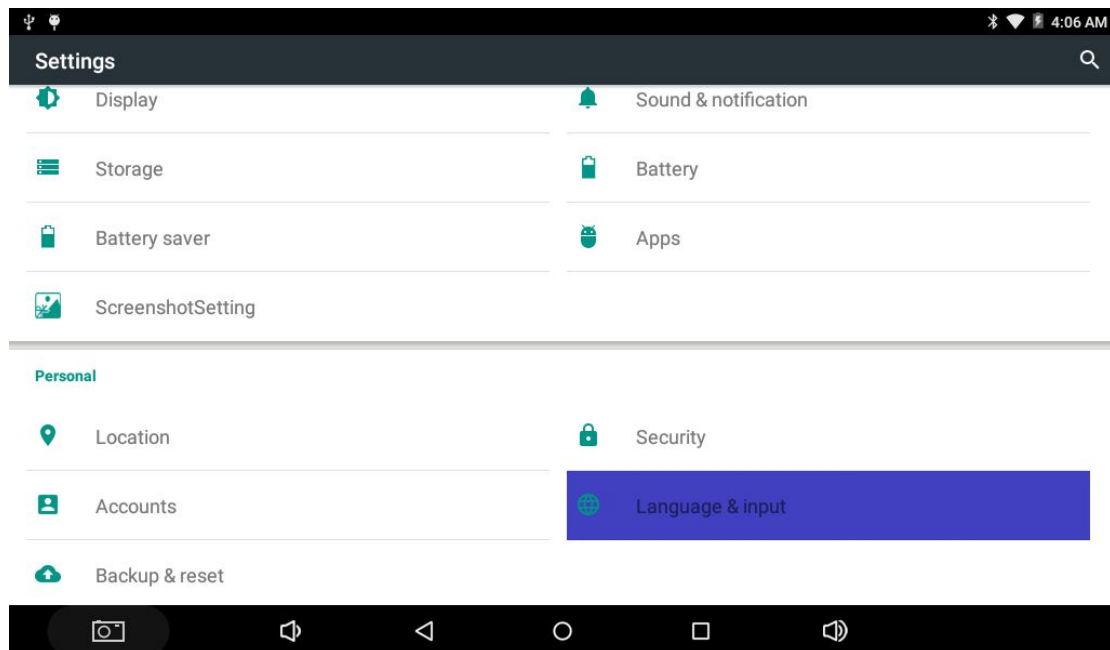 4:06 AM
Settings
Display
Sound & notification
Storage
Battery
Battery saver
Apps
ScreenshotSetting
Personal
Location
Security
Accounts
Language & input
Backup & reset